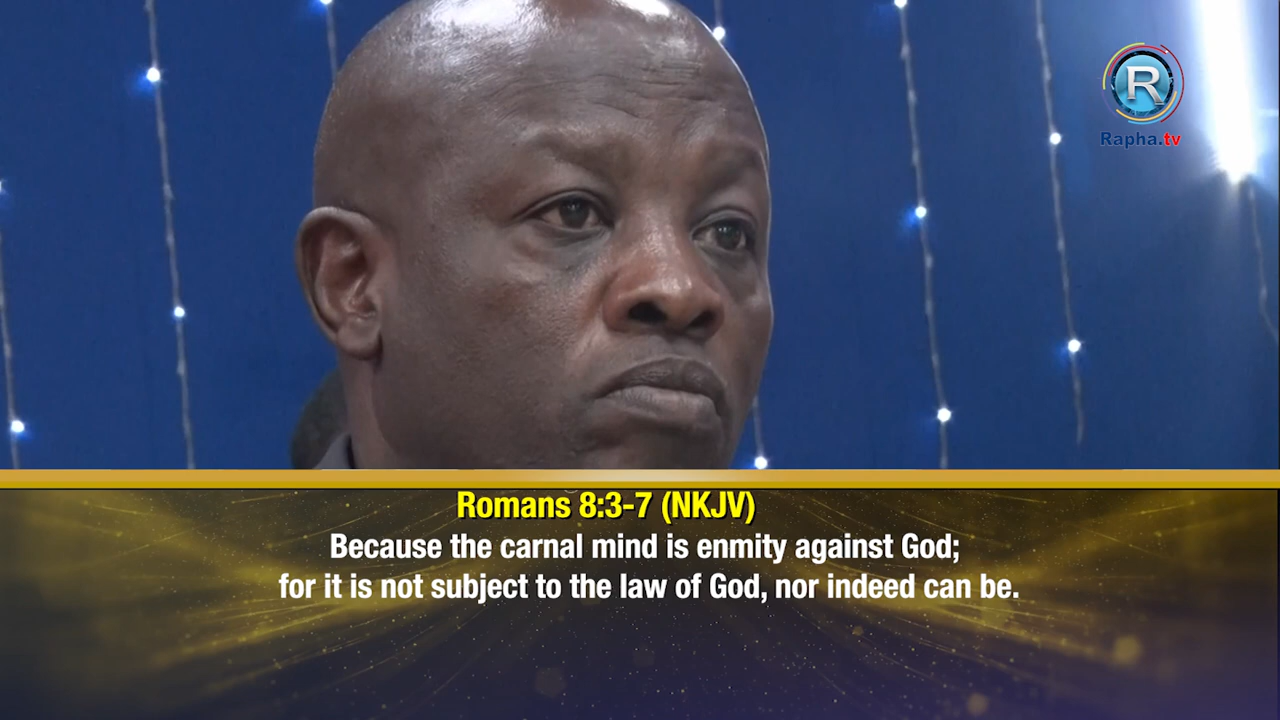 R
Rapha.tv
Romans 8:3-7 (NKJV)
Because the carnal mind is enmity against God;
for it is not subject to the law of God, nor indeed can be.